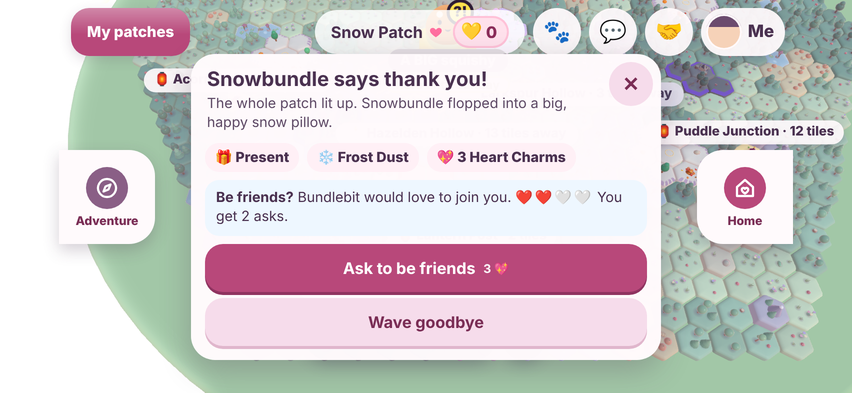 My patches
Snow Patch 💛 0
Me
Ac
ay
Snowbundle says thank you!
The whole patch lit up. Snowbundle flopped into a big,
happy snow pillow.
Present
Frost Dust
3 Heart Charms
Puddle Junction · 12 tiles
Be friends? Bundlebit would love to join you. ❤️❤️🤍🤍 You
get 2 asks.
Adventure
Home
Ask to be friends 3 💖
Wave goodbye